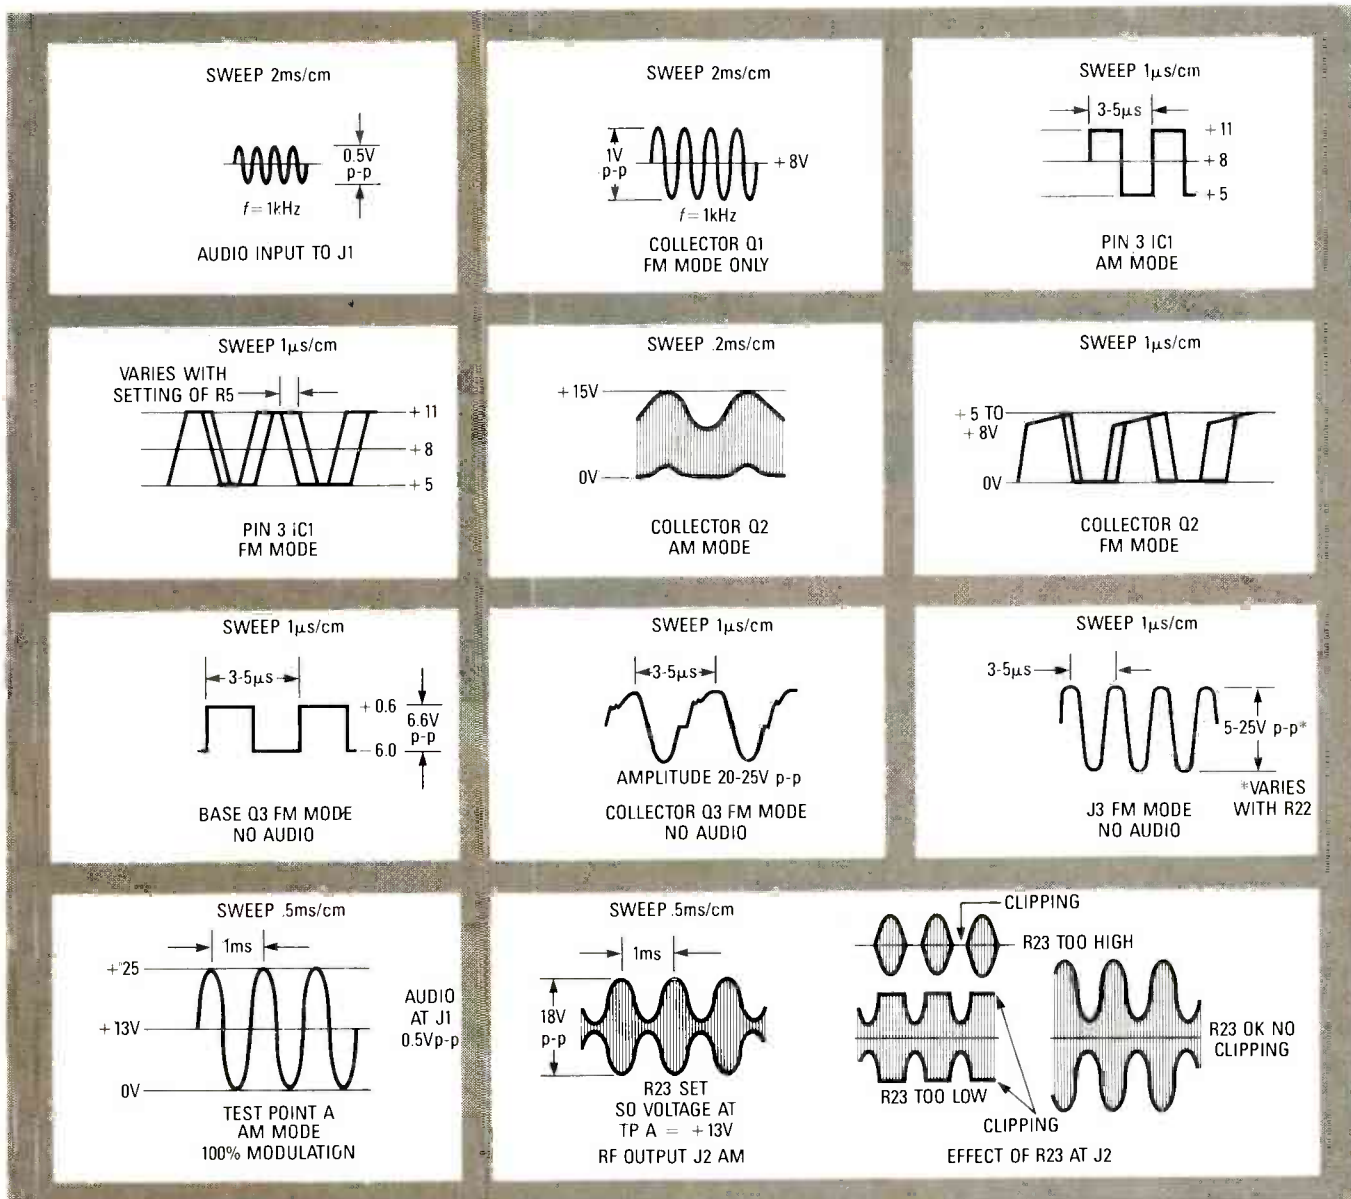 SWEEP 2ms/cm
0.5V
p-p
f = 1kHz
AUDIO INPUT TO J1
SWEEP 2ms/cm
1V
p-p
+8V
f = 1kHz
COLLECTOR Q1
FM MODE ONLY
SWEEP 1μs/cm
3-5μs
+11
+8
+5
PIN 3 IC1
AM MODE
SWEEP 1μs/cm
VARIES WITH
SETTING OF R5
+11
+8
+5
PIN 3 IC1
FM MODE
SWEEP .2ms/cm
+15V
0V
COLLECTOR Q2
AM MODE
SWEEP 1μs/cm
+5 TO
+8V
0V
COLLECTOR Q2
FM MODE
SWEEP 1μs/cm
3-5μs
+0.6
6.6V
p-p
-6.0
BASE Q3 FM MODE
NO AUDIO
SWEEP 1μs/cm
3-5μs
AMPLITUDE 20-25V p-p
COLLECTOR Q3 FM MODE
NO AUDIO
SWEEP 1μs/cm
3-5μs
5-25V p-p*
*VARIES
WITH R22
J3 FM MODE
NO AUDIO
SWEEP .5ms/cm
1ms
+25
+13V
0V
AUDIO
AT J1
0.5Vp-p
TEST POINT A
AM MODE
100% MODULATION
SWEEP .5ms/cm
1ms
18V
p-p
R23 SET
SO VOLTAGE AT
TP A = +13V
RF OUTPUT J2 AM
CLIPPING
R23 TOO HIGH
R23 TOO LOW
CLIPPING
R23 OK NO
CLIPPING
EFFECT OF R23 AT J2